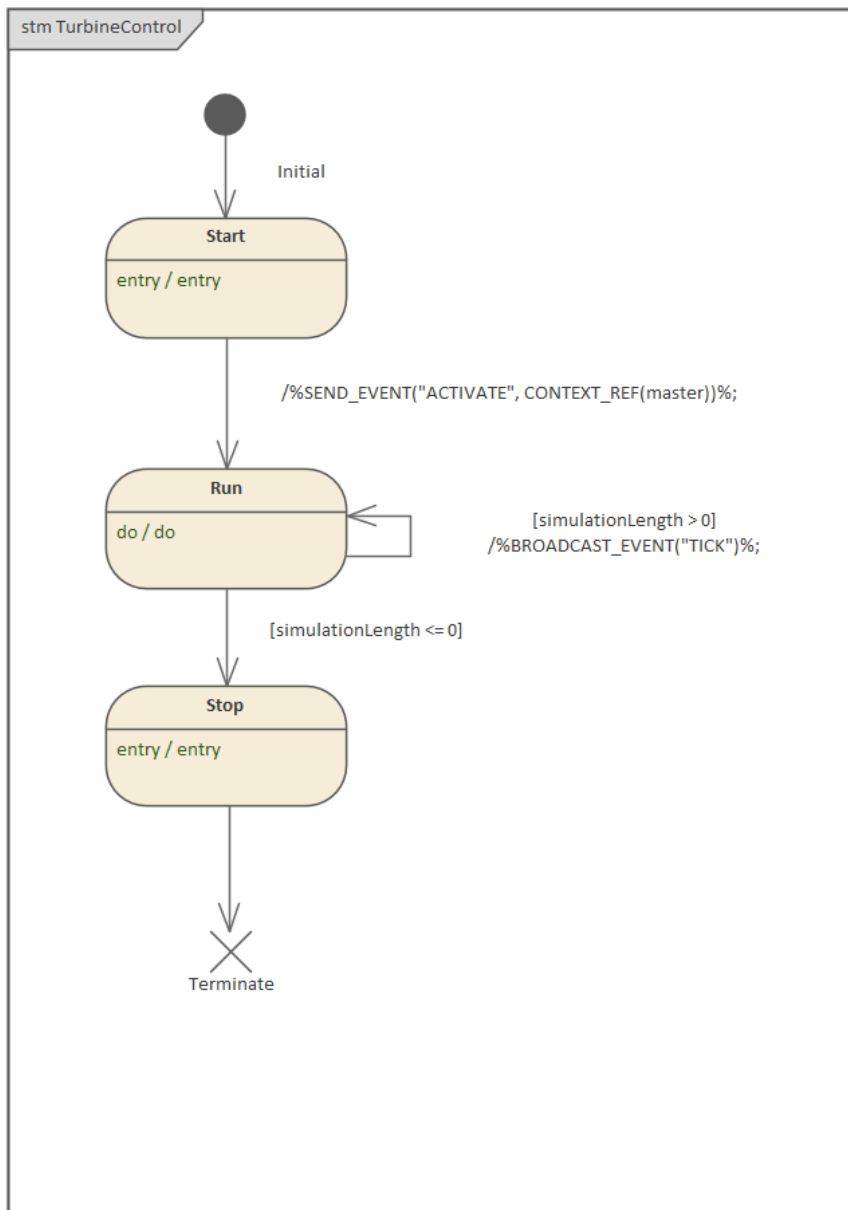 stm TurbineControl
Initial
Start
entry / entry
/%SEND_EVENT("ACTIVATE", CONTEXT_REF(master))%;
Run
do / do
[simulationLength > 0]
/%BROADCAST_EVENT("TICK")%;
[simulationLength <= 0]
Stop
entry / entry
Terminate